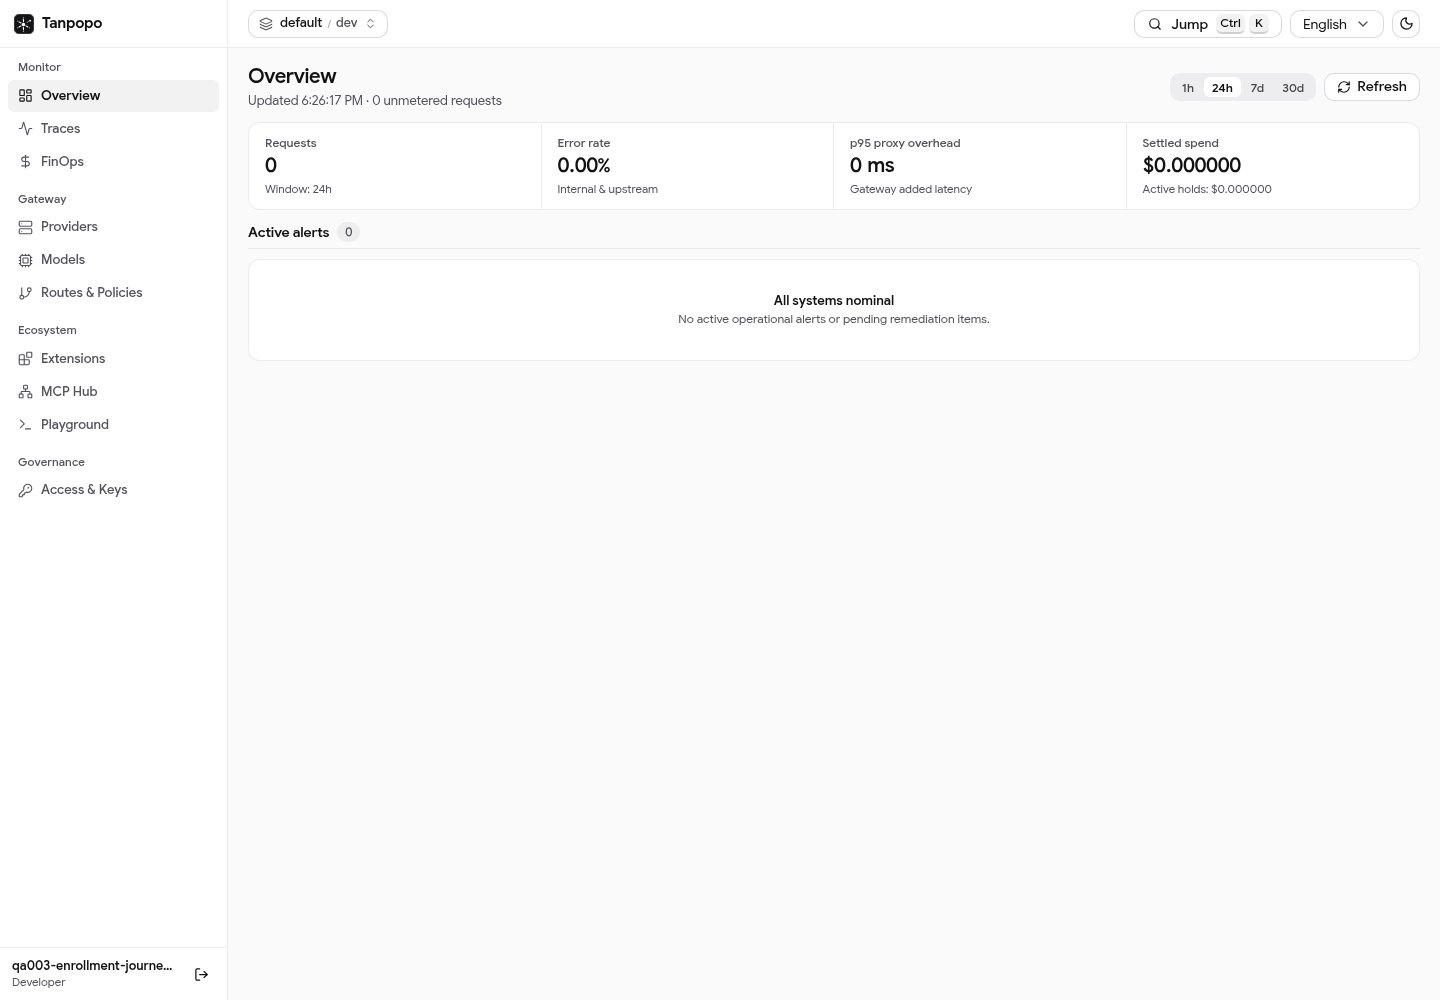 Tanpopo
default / dev
Jump Ctrl K
English
Monitor
Overview
Traces
FinOps
Gateway
Providers
Models
Routes & Policies
Ecosystem
Extensions
MCP Hub
Playground
Governance
Access & Keys
qa003-enrollment-journe...
Developer
Overview
Updated 6:26:17 PM · 0 unmetered requests
1h 24h 7d 30d
Refresh
Requests
0
Window: 24h
Error rate
0.00%
Internal & upstream
p95 proxy overhead
0 ms
Gateway added latency
Settled spend
$0.000000
Active holds: $0.000000
Active alerts 0
All systems nominal
No active operational alerts or pending remediation items.